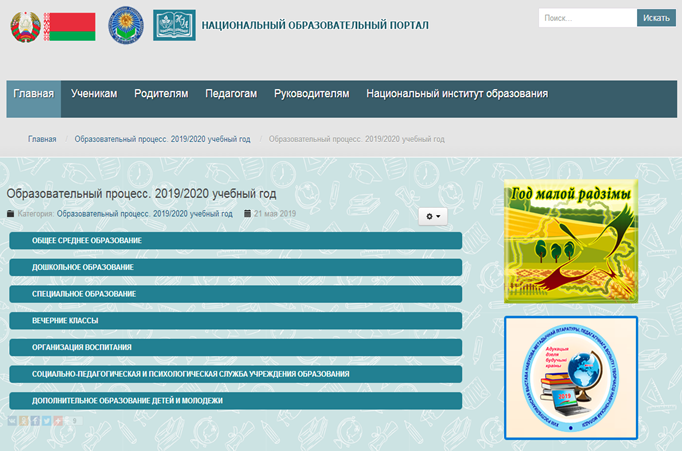 НАЦИОНАЛЬНЫЙ ОБРАЗОВАТЕЛЬНЫЙ ПОРТАЛ
Поиск... Искать
Главная Ученикам Родителям Педагогам Руководителям Национальный институт образования
Главная / Образовательный процесс. 2019/2020 учебный год / Образовательный процесс. 2019/2020 учебный год
Образовательный процесс. 2019/2020 учебный год
Категория: Образовательный процесс. 2019/2020 учебный год 21 мая 2019
ОБЩЕЕ СРЕДНЕЕ ОБРАЗОВАНИЕ
ДОШКОЛЬНОЕ ОБРАЗОВАНИЕ
СПЕЦИАЛЬНОЕ ОБРАЗОВАНИЕ
ВЕЧЕРНИЕ КЛАССЫ
ОРГАНИЗАЦИЯ ВОСПИТАНИЯ
СОЦИАЛЬНО-ПЕДАГОГИЧЕСКАЯ И ПСИХОЛОГИЧЕСКАЯ СЛУЖБА УЧРЕЖДЕНИЯ ОБРАЗОВАНИЯ
ДОПОЛНИТЕЛЬНОЕ ОБРАЗОВАНИЕ ДЕТЕЙ И МОЛОДЕЖИ
Год малой радзімы
Адукацыя
дзеля
будучыні
краіны
2019